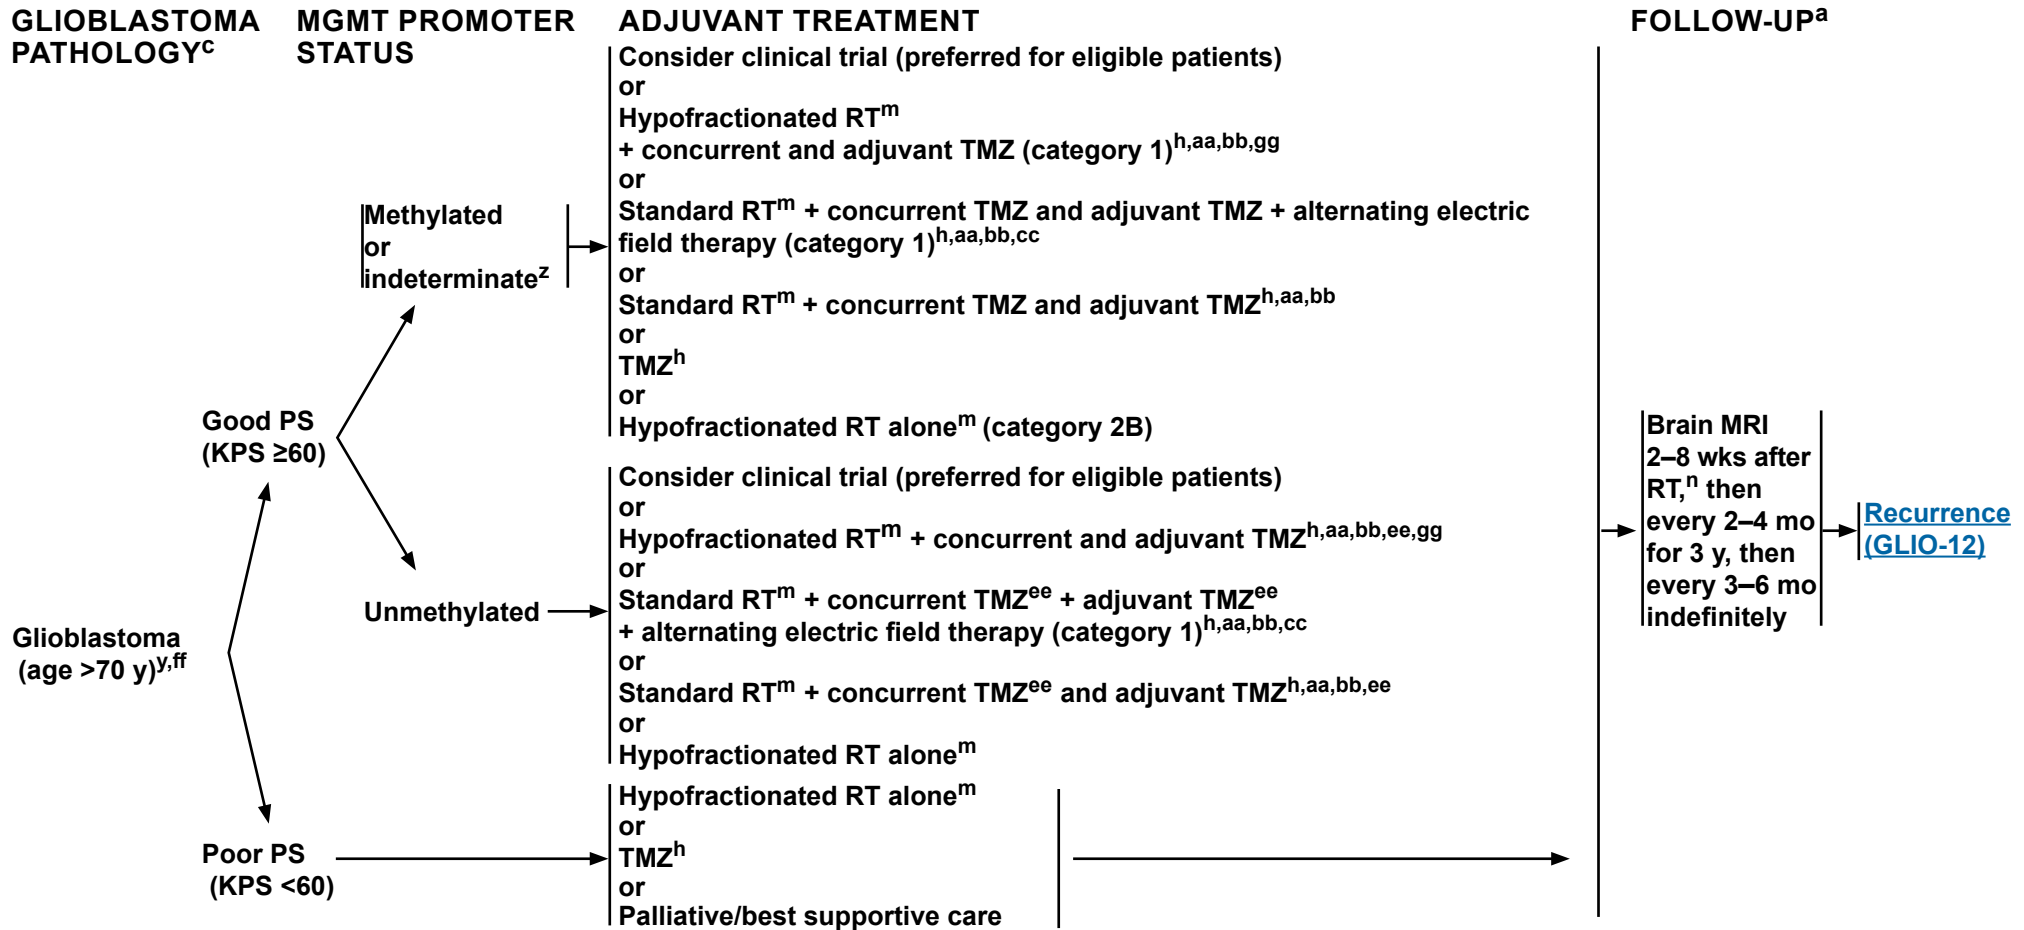 GLIOBLASTOMA
PATHOLOGYc
MGMT PROMOTER
STATUS
ADJUVANT TREATMENT
FOLLOW-UPa
Glioblastoma
(age >70 y)y,ff
Good PS
(KPS ≥60)
Methylated
or
indeterminatez
Consider clinical trial (preferred for eligible patients)
or
Hypofractionated RTm
+ concurrent and adjuvant TMZ (category 1)h,aa,bb,gg
or
Standard RTm + concurrent TMZ and adjuvant TMZ + alternating electric
field therapy (category 1)h,aa,bb,cc
or
Standard RTm + concurrent TMZ and adjuvant TMZh,aa,bb
or
TMZh
or
Hypofractionated RT alonem (category 2B)
Unmethylated
Consider clinical trial (preferred for eligible patients)
or
Hypofractionated RTm + concurrent and adjuvant TMZh,aa,bb,ee,gg
or
Standard RTm + concurrent TMZee + adjuvant TMZee
+ alternating electric field therapy (category 1)h,aa,bb,cc
or
Standard RTm + concurrent TMZee and adjuvant TMZh,aa,bb,ee
or
Hypofractionated RT alonem
Poor PS
(KPS <60)
Hypofractionated RT alonem
or
TMZh
or
Palliative/best supportive care
Brain MRI
2–8 wks after
RT,n then
every 2–4 mo
for 3 y, then
every 3–6 mo
indefinitely
Recurrence
(GLIO-12)